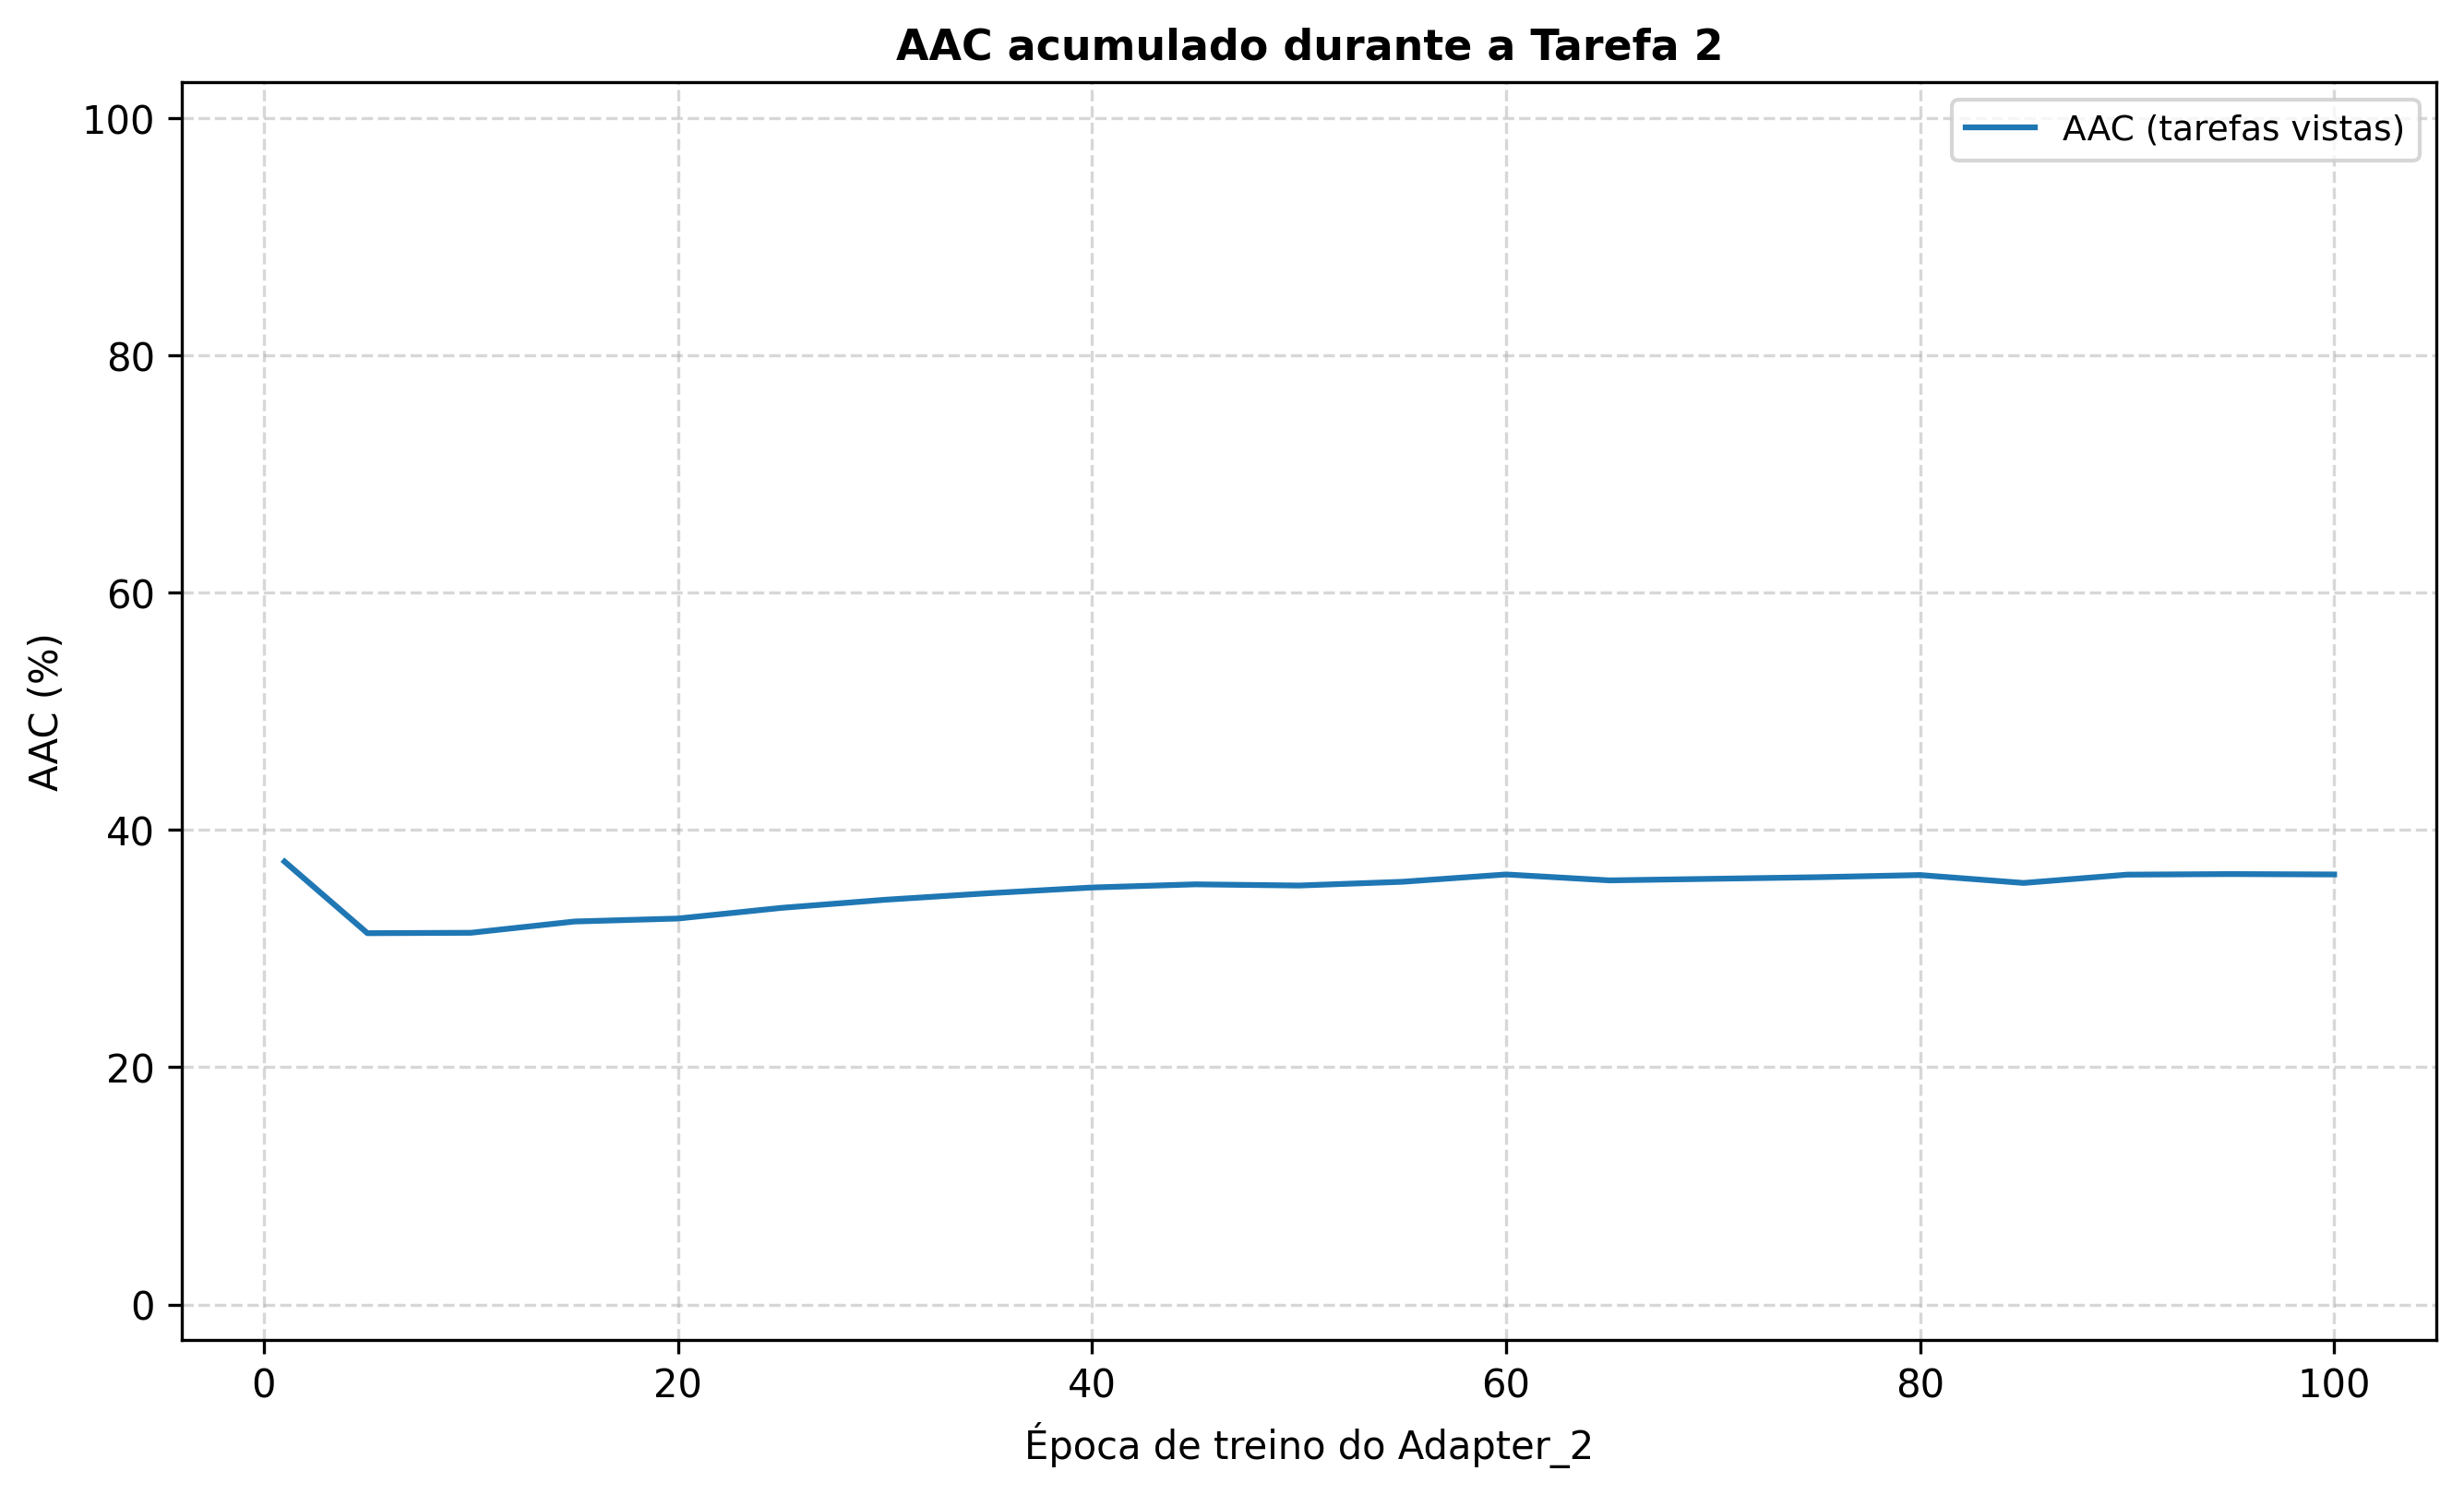 AAC acumulado durante a Tarefa 2
AAC (tarefas vistas)
100
80
60
40
20
0
AAC (%)
0 20 40 60 80 100
Época de treino do Adapter_2